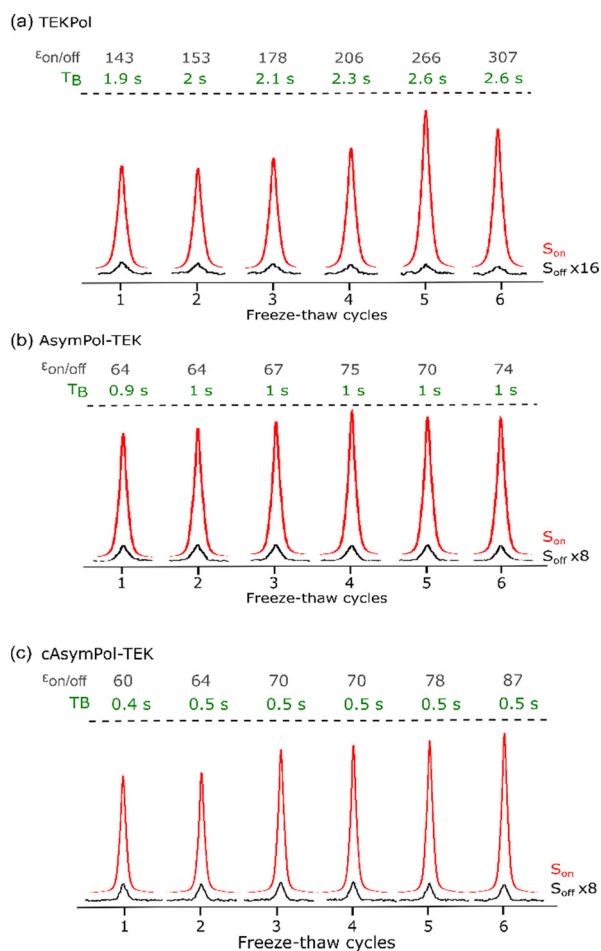 (a) TEKPol
εon/off 143 153 178 206 266 307
TB 1.9 s 2 s 2.1 s 2.3 s 2.6 s 2.6 s
Son
Soff x16
1 2 3 4 5 6
Freeze-thaw cycles
(b) AsymPol-TEK
εon/off 64 64 67 75 70 74
TB 0.9 s 1 s 1 s 1 s 1 s 1 s
Son
Soff x8
1 2 3 4 5 6
Freeze-thaw cycles
(c) cAsymPol-TEK
εon/off 60 64 70 70 78 87
TB 0.4 s 0.5 s 0.5 s 0.5 s 0.5 s 0.5 s
Son
Soff x8
1 2 3 4 5 6
Freeze-thaw cycles